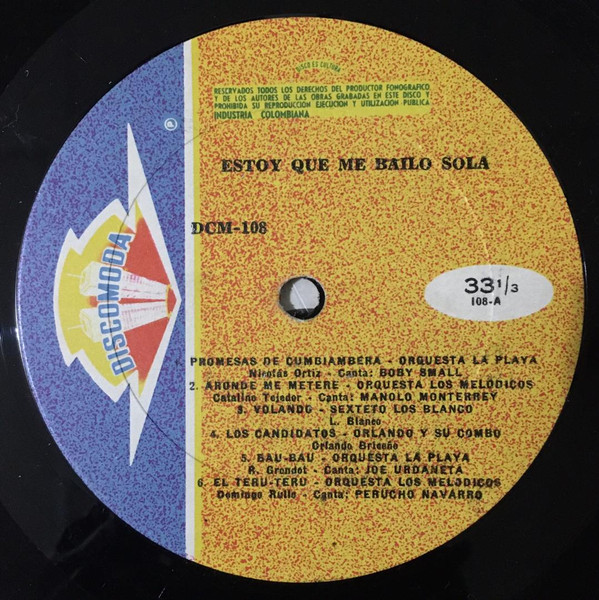 DISCO ES CULTURA
RESERVADOS TODOS LOS DERECHOS DEL PRODUCTOR FONOGRAFICO
Y DE LOS AUTORES DE LAS OBRAS GRABADAS EN ESTE DISCO Y
PROHIBIDA SU REPRODUCCION EJECUCION Y UTILIZACION PUBLICA
INDUSTRIA COLOMBIANA
℗
DISCOMODA
ESTOY QUE ME BAILO SOLA
DCM-108
33 1/3
108-A
1. PROMESAS DE CUMBIAMBERA - ORQUESTA LA PLAYA
Nicolás Ortiz - Canta: BOBY SMALL
2. ARONDE ME METERE - ORQUESTA LOS MELODICOS
Catalino Tejedor - Canta: MANOLO MONTERREY
3. VOLANDO - SEXTETO LOS BLANCO
L. Blanco
4. LOS CANDIDATOS - ORLANDO Y SU COMBO
Orlando Briceño
5. BAU-BAU - ORQUESTA LA PLAYA
R. Grondet - Canta: JOE URDANETA
6. EL TERU-TERU - ORQUESTA LOS MELODICOS
Domingo Rullo - Canta: PERUCHO NAVARRO